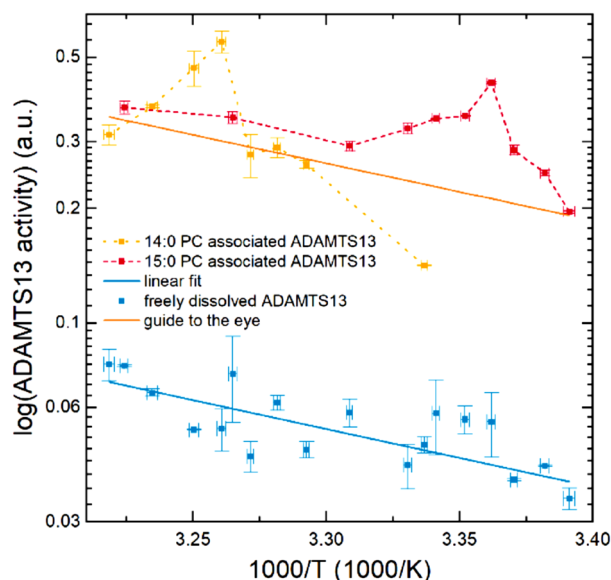 log(ADAMTS13 activity) (a.u.)
0.5
0.3
0.2
0.1
0.06
0.03
14:0 PC associated ADAMTS13
15:0 PC associated ADAMTS13
linear fit
freely dissolved ADAMTS13
guide to the eye
3.25 3.30 3.35 3.40
1000/T (1000/K)